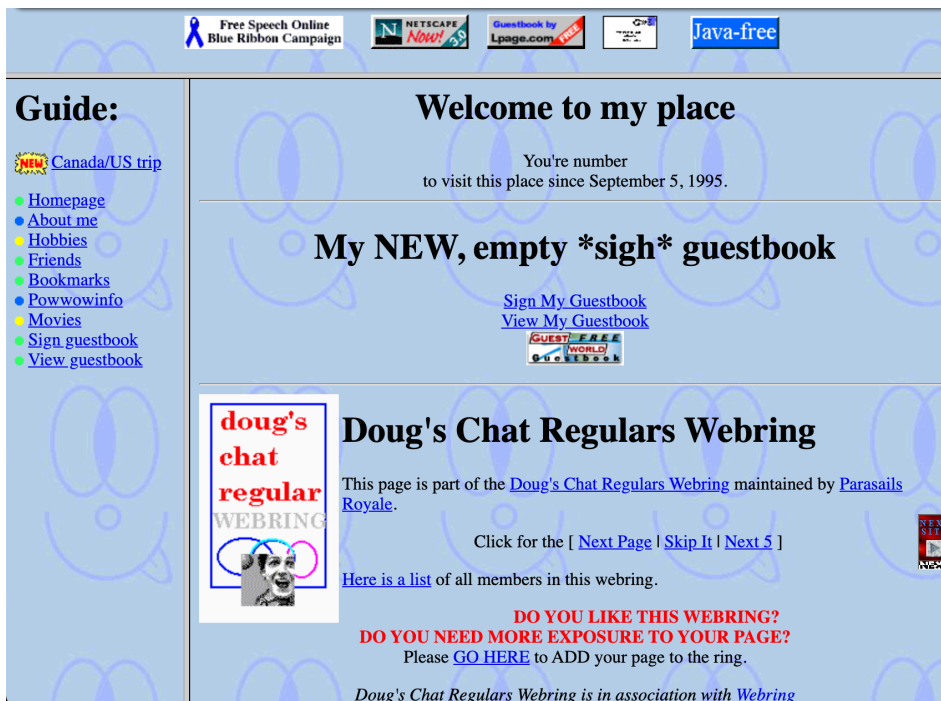 Free Speech Online
Blue Ribbon Campaign
N NETSCAPE
Now! 3.0
Guestbook by
Lpage.com FREE
Java-free
Guide:
NEW Canada/US trip
Homepage
About me
Hobbies
Friends
Bookmarks
Powwowinfo
Movies
Sign guestbook
View guestbook
Welcome to my place
You're number
to visit this place since September 5, 1995.
My NEW, empty *sigh* guestbook
Sign My Guestbook
View My Guestbook
GUEST FREE
WORLD
Guestbook
doug's
chat
regular
WEBRING
Doug's Chat Regulars Webring
This page is part of the Doug's Chat Regulars Webring maintained by Parasails
Royale.
Click for the [ Next Page | Skip It | Next 5 ]
Here is a list of all members in this webring.
DO YOU LIKE THIS WEBRING?
DO YOU NEED MORE EXPOSURE TO YOUR PAGE?
Please GO HERE to ADD your page to the ring.
Doug's Chat Regulars Webring is in association with Webring